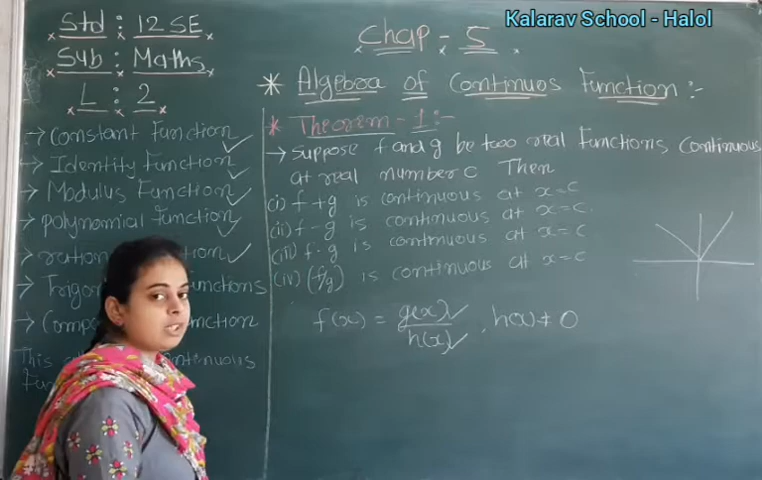 Kalarav School - Halol
Std : 12 SE
Sub : Maths
L : 2
Chap - 5
* Algebra of Continuos Function :-
* Theorem - 1 :-
→ Suppose f and g be two real functions continuous
at real number c Then
(i) f + g is continuous at x = c
(ii) f - g is continuous at x = c.
(iii) f · g is continuous at x = c
(iv) (f/g) is continuous at x = c
f(x) = g(x)/h(x) , h(x) ≠ 0
→ Constant function ✓
→ Identity Function ✓
→ Modulus Function ✓
→ Polynomial function ✓
✓
→
→
This